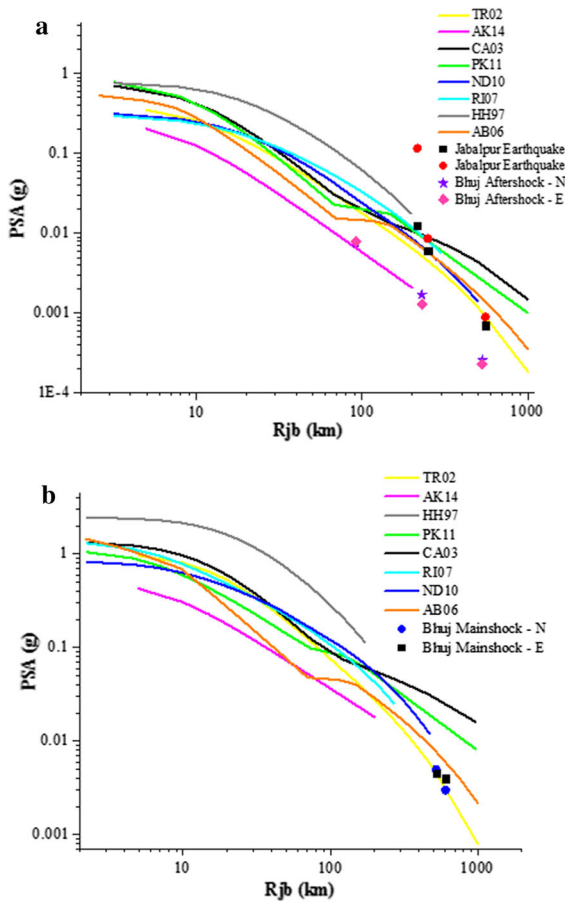 a
TR02
AK14
CA03
PK11
ND10
RI07
HH97
AB06
Jabalpur Earthquake
Jabalpur Earthquake
Bhuj Aftershock - N
Bhuj Aftershock - E
PSA (g)
1
0.1
0.01
0.001
1E-4
10
100
1000
Rjb (km)
b
TR02
AK14
HH97
PK11
CA03
RI07
ND10
AB06
Bhuj Mainshock - N
Bhuj Mainshock - E
PSA (g)
1
0.1
0.01
0.001
10
100
1000
Rjb (km)